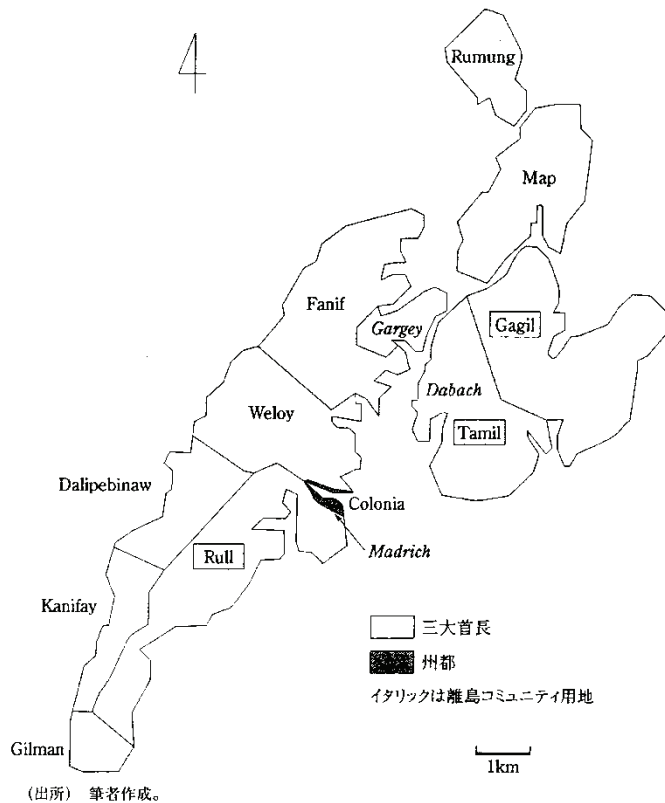 Rumung
Map
Fanif
Gargey
Gagil
Weloy
Dabach
Tamil
Dalipebinaw
Colonia
Rull
Madrich
Kanifay
三大首長
州都
イタリックは離島コミュニティ用地
Gilman
1km
(出所) 筆者作成。